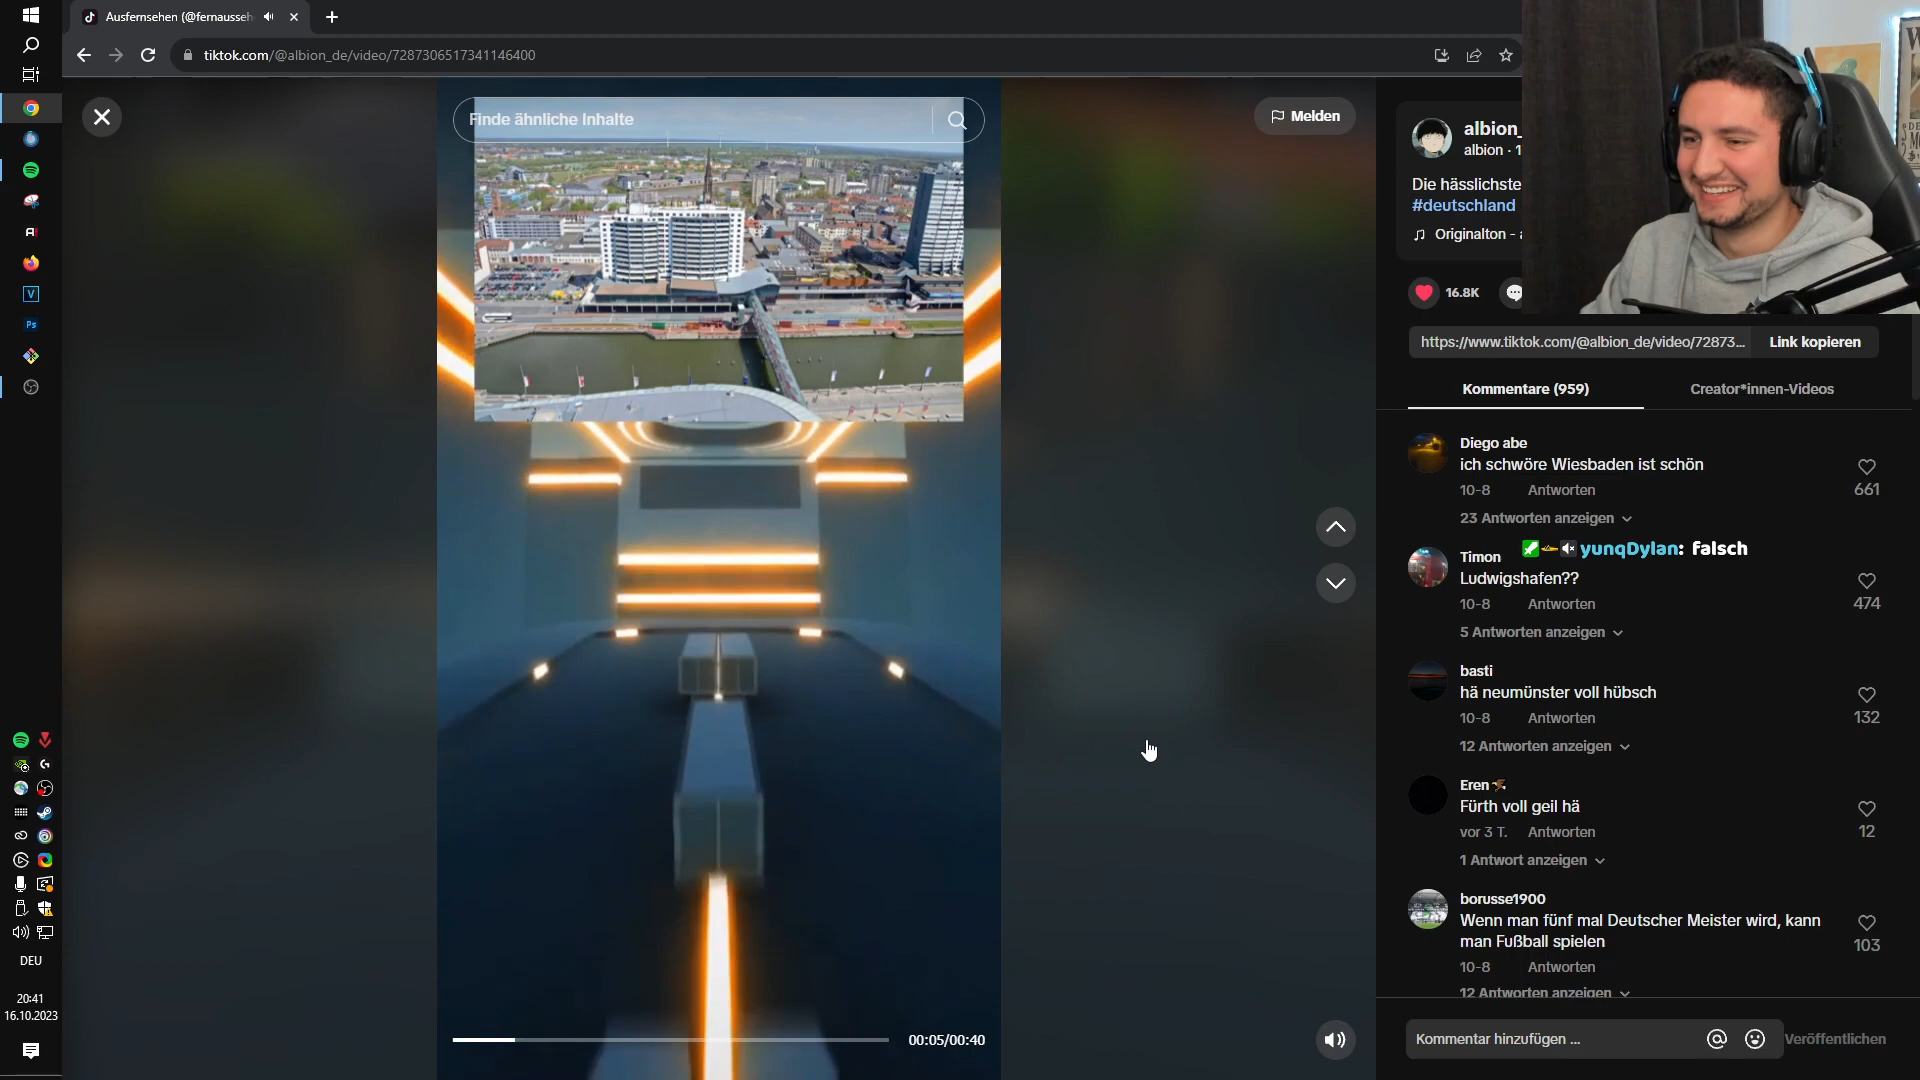 Ausfernsehen (@fernausseh
tiktok.com/@albion_de/video/7287306517341146400
Finde ähnliche Inhalte
Melden
albion_
albion · 1
Die hässlichste
#deutschland
Originalton - a
16.8K
https://www.tiktok.com/@albion_de/video/72873...
Link kopieren
Kommentare (959)
Creator*innen-Videos
Diego abe
ich schwöre Wiesbaden ist schön
10-8 Antworten
661
23 Antworten anzeigen
yunqDylan: falsch
Timon
Ludwigshafen??
10-8 Antworten
474
5 Antworten anzeigen
basti
hä neumünster voll hübsch
10-8 Antworten
132
12 Antworten anzeigen
Eren
Fürth voll geil hä
vor 3 T. Antworten
12
1 Antwort anzeigen
borusse1900
Wenn man fünf mal Deutscher Meister wird, kann
man Fußball spielen
10-8 Antworten
103
12 Antworten anzeigen
Kommentar hinzufügen ...
Veröffentlichen
00:05/00:40
A!
V
Ps
DEU
20:41
16.10.2023